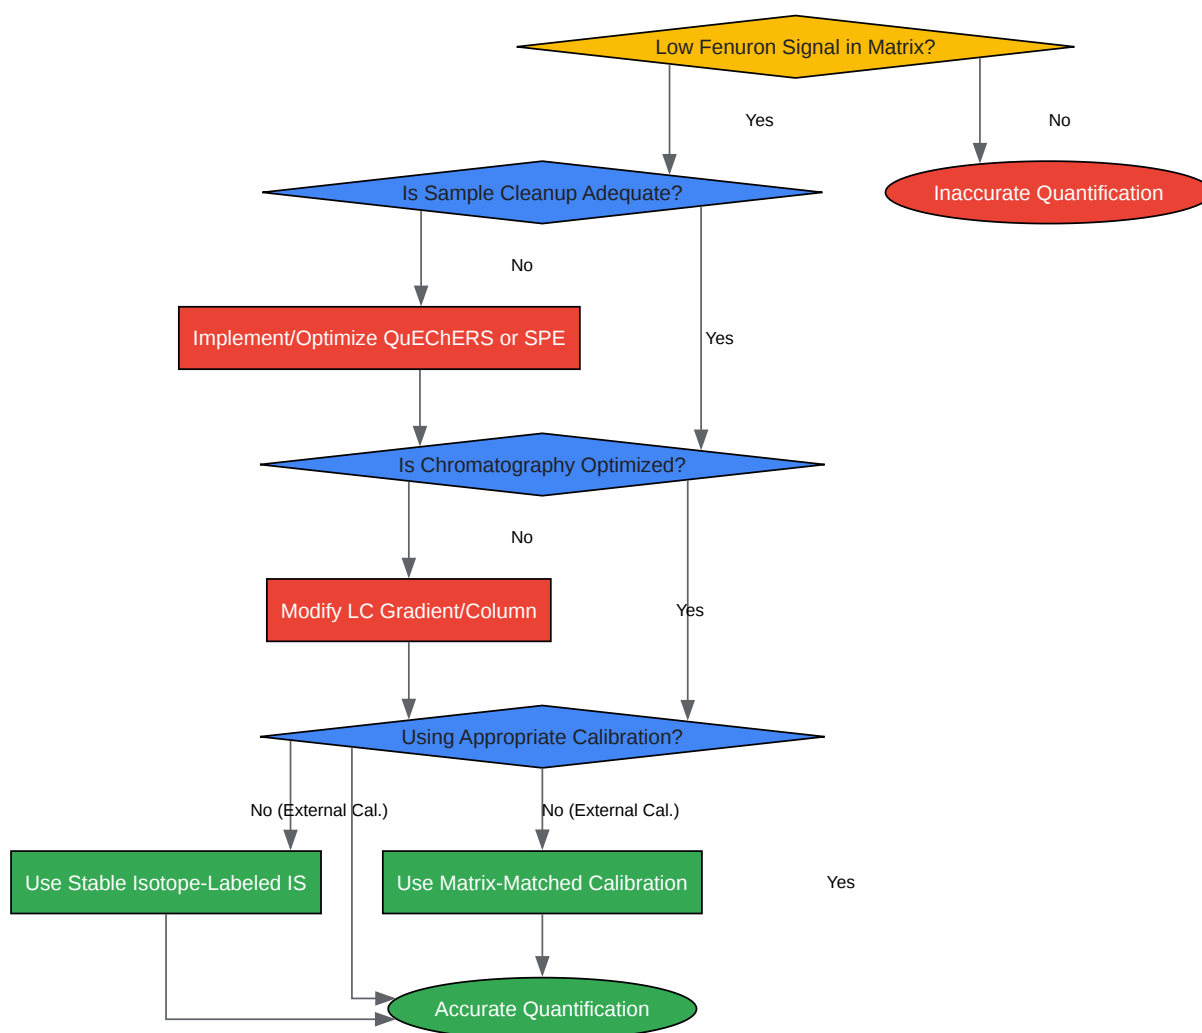 Low Fenuron Signal in Matrix?
Yes
No
Is Sample Cleanup Adequate?
Inaccurate Quantification
No
Implement/Optimize QuEChERS or SPE
Yes
Is Chromatography Optimized?
No
Modify LC Gradient/Column
Yes
Using Appropriate Calibration?
No (External Cal.)
No (External Cal.)
Use Stable Isotope-Labeled IS
Use Matrix-Matched Calibration
Yes
Accurate Quantification